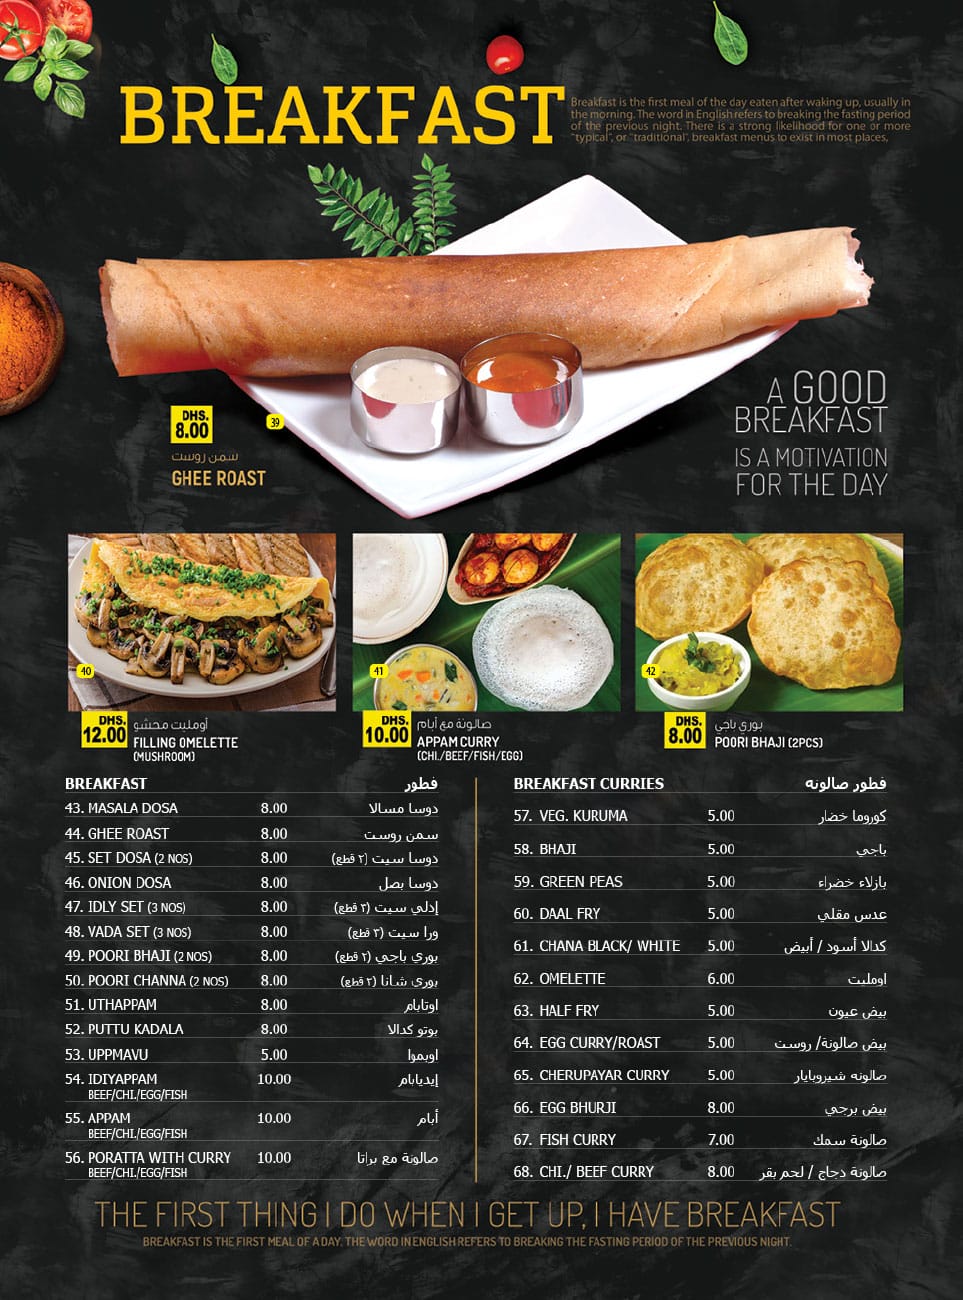 BREAKFAST
Breakfast is the first meal of the day eaten after waking up, usually in
the morning. The word in English refers to breaking the fasting period
of the previous night. There is a strong likelihood for one or more
"typical", or "traditional", breakfast menus to exist in most places,
A GOOD
BREAKFAST
IS A MOTIVATION
FOR THE DAY
DHS.
8.00
39
سمن روست
GHEE ROAST
40
41
42
DHS.
12.00
أومليت محشو
FILLING OMELETTE
(MUSHROOM)
DHS.
10.00
صالونة مع أبام
APPAM CURRY
(CHI./BEEF/FISH/EGG)
DHS.
8.00
بوري باجي
POORI BHAJI (2PCS)
BREAKFAST فطور
43. MASALA DOSA 8.00 دوسا مسالا
44. GHEE ROAST 8.00 سمن روست
45. SET DOSA (2 NOS) 8.00 دوسا سيت (٢ قطع)
46. ONION DOSA 8.00 دوسا بصل
47. IDLY SET (3 NOS) 8.00 إدلي سيت (٣ قطع)
48. VADA SET (3 NOS) 8.00 ورا سيت (٣ قطع)
49. POORI BHAJI (2 NOS) 8.00 بوري باجي (٢ قطع)
50. POORI CHANNA (2 NOS) 8.00 بوري شانا (٢ قطع)
51. UTHAPPAM 8.00 اوتابام
52. PUTTU KADALA 8.00 بوتو كدالا
53. UPPMAVU 5.00 اوبموا
54. IDIYAPPAM 10.00 إيديابام
BEEF/CHI./EGG/FISH
55. APPAM 10.00 أبام
BEEF/CHI./EGG/FISH
56. PORATTA WITH CURRY 10.00 صالونة مع براتا
BEEF/CHI./EGG/FISH
BREAKFAST CURRIES فطور صالونه
57. VEG. KURUMA 5.00 كوروما خضار
58. BHAJI 5.00 باجي
59. GREEN PEAS 5.00 بازلاء خضراء
60. DAAL FRY 5.00 عدس مقلي
61. CHANA BLACK/ WHITE 5.00 كدالا أسود / أبيض
62. OMELETTE 6.00 اومليت
63. HALF FRY 5.00 بيض عيون
64. EGG CURRY/ROAST 5.00 بيض صالونة/ روست
65. CHERUPAYAR CURRY 5.00 صالونه شيروبايار
66. EGG BHURJI 8.00 بيض برجي
67. FISH CURRY 7.00 صالونة سمك
68. CHI./ BEEF CURRY 8.00 صالونة دجاج / لحم بقر
THE FIRST THING I DO WHEN I GET UP, I HAVE BREAKFAST
BREAKFAST IS THE FIRST MEAL OF A DAY. THE WORD IN ENGLISH REFERS TO BREAKING THE FASTING PERIOD OF THE PREVIOUS NIGHT.